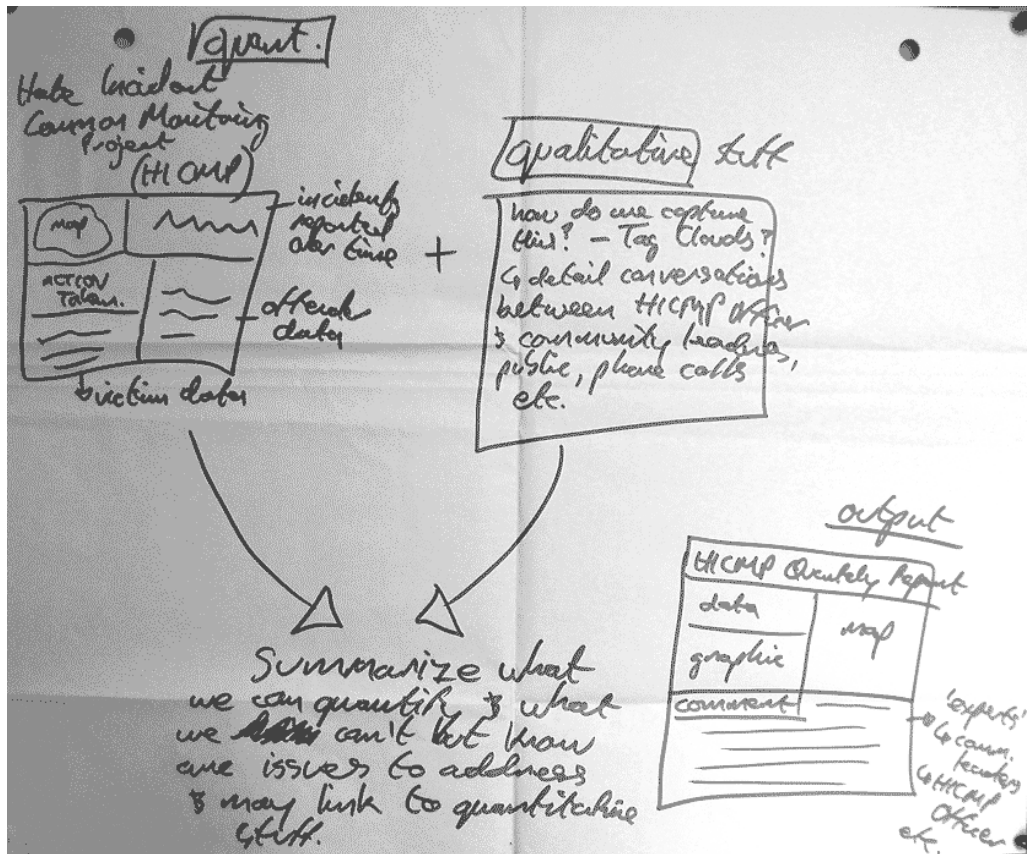 quant.
Hate Incident
Common Monitoring
Project
(HICMP)
map
ACTION
Taken.
incidents
reported
over time
offender
data
victim data
+
qualitative stuff
how do we capture
this? – Tag Clouds?
↳ detail conversations
between HICMP Officer
& community leaders,
public, phone calls
etc.
Summarize what
we can quantify & what
we can't but know
are issues to address
& may link to quantitative
stuff.
output
HICMP Quartely Report
data
graphic
map
comment
'experts'
↳ comm.
leaders
↳ HICMP
Officer
etc.